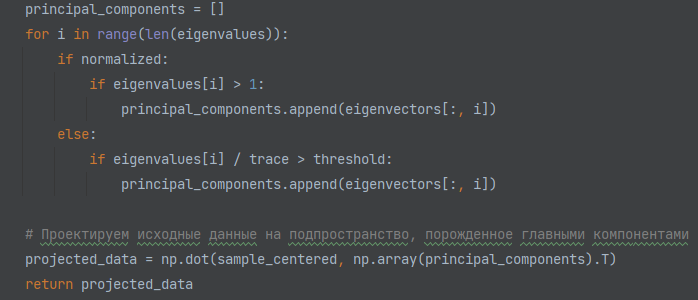 principal_components = []
for i in range(len(eigenvalues)):
if normalized:
if eigenvalues[i] > 1:
principal_components.append(eigenvectors[:, i])
else:
if eigenvalues[i] / trace > threshold:
principal_components.append(eigenvectors[:, i])
# Проектируем исходные данные на подпространство, порожденное главными компонентами
projected_data = np.dot(sample_centered, np.array(principal_components).T)
return projected_data